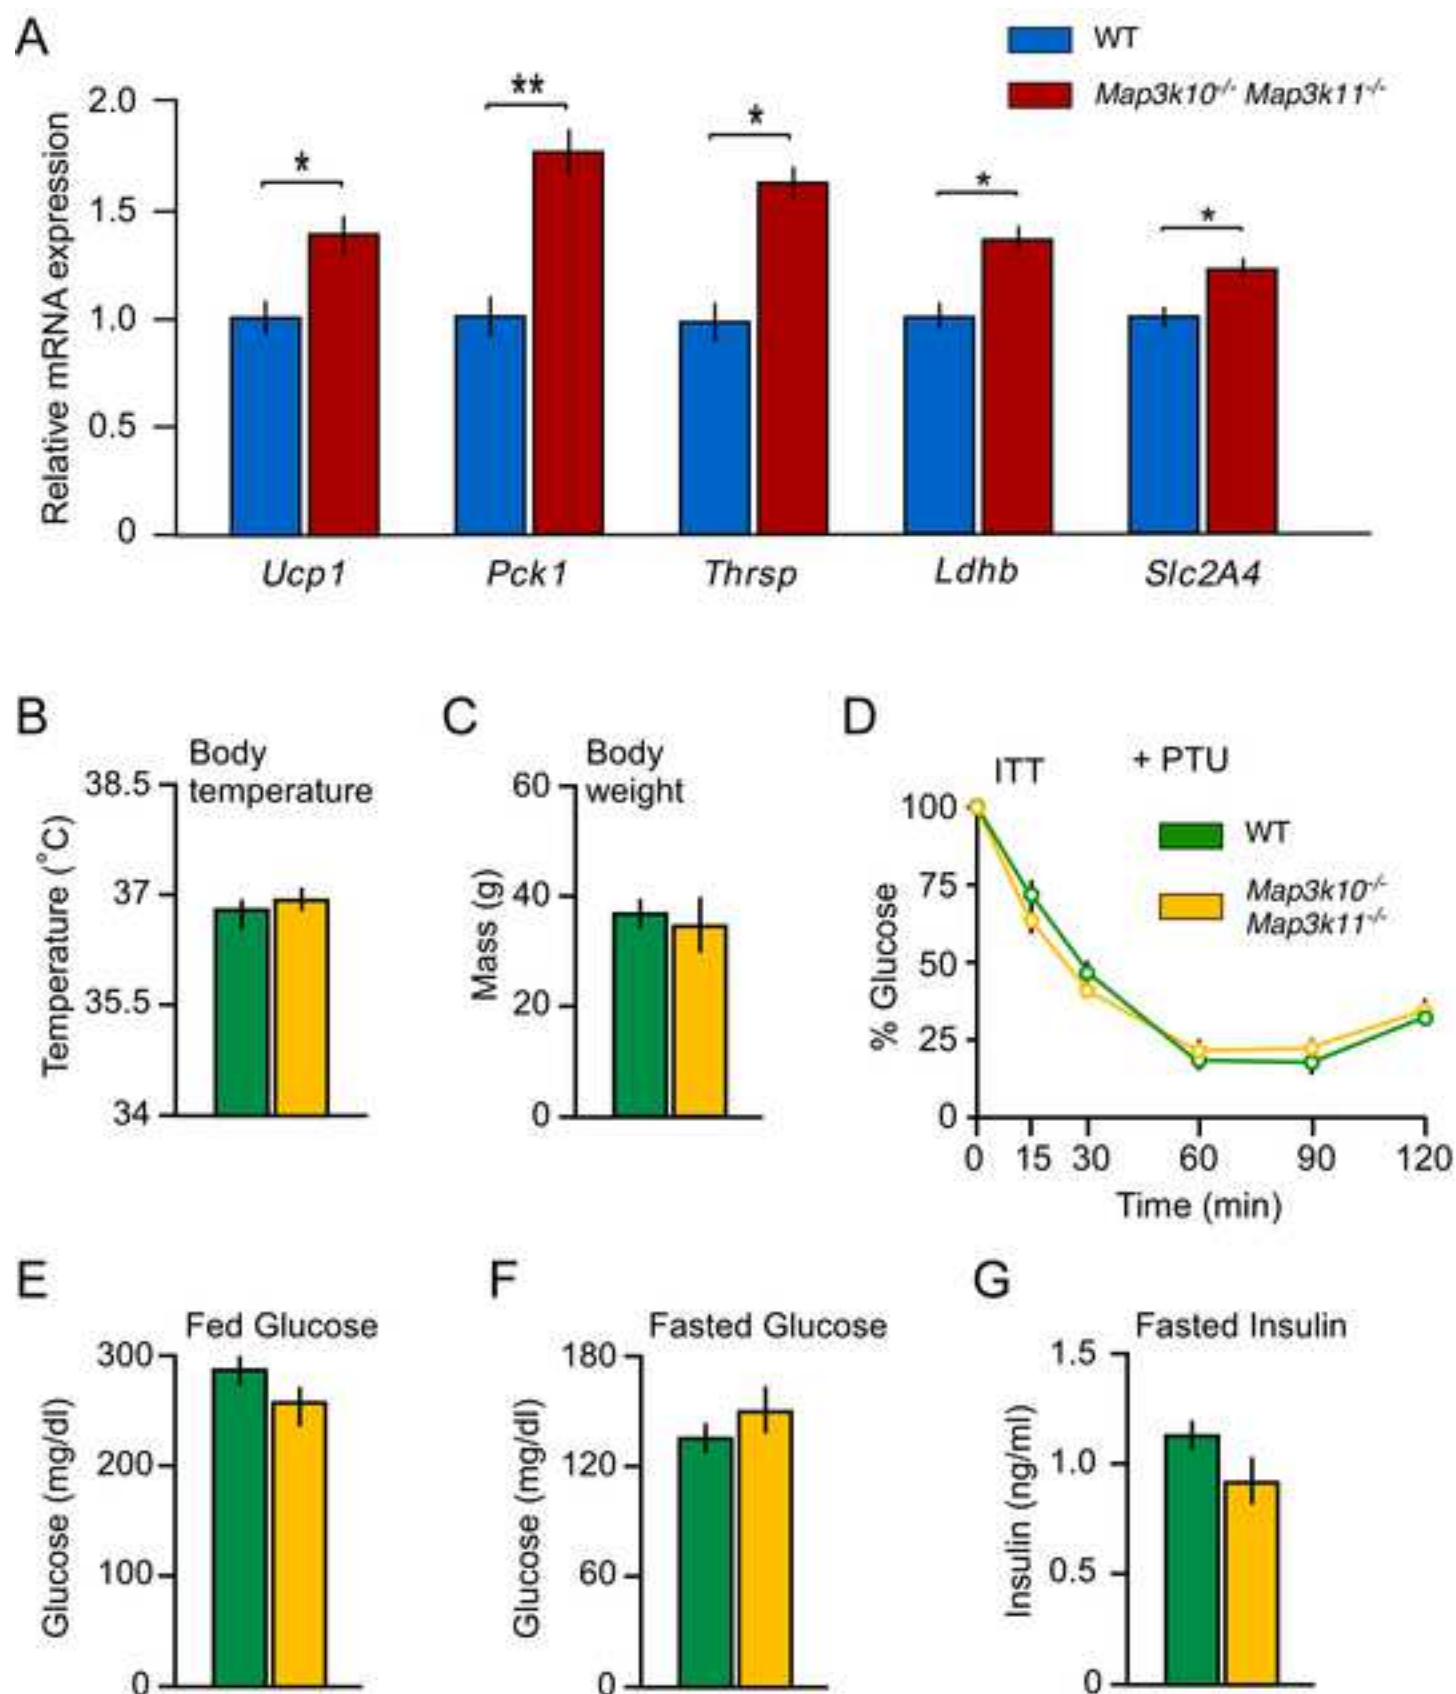 A
WT
Map3k10-/- Map3k11-/-
Relative mRNA expression
2.0
1.5
1.0
0.5
0
*
**
*
*
*
Ucp1
Pck1
Thrsp
Ldhb
Slc2A4
B
Body
temperature
Temperature (˚C)
38.5
37
35.5
34
C
Body
weight
Mass (g)
60
40
20
0
D
ITT
+ PTU
WT
Map3k10-/-
Map3k11-/-
% Glucose
100
75
50
25
0
0 15 30 60 90 120
Time (min)
E
Fed Glucose
Glucose (mg/dl)
300
200
100
0
F
Fasted Glucose
Glucose (mg/dl)
180
120
60
0
G
Fasted Insulin
Insulin (ng/ml)
1.5
1.0
0.5
0